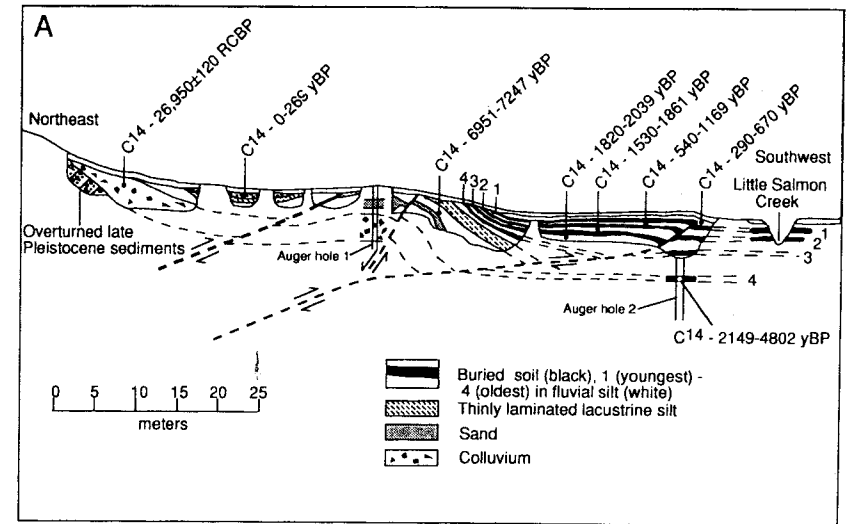 A
Northeast
C14 - 26,950±120 RCBP
C14 - 0-269 yBP
C14 - 6951-7247 yBP
C14 - 1820-2039 yBP
C14 - 1530-1861 yBP
C14 - 540-1169 yBP
C14 - 290-670 yBP
Southwest
Little Salmon
Creek
4 3 2 1
1
2
3
4
Overturned late
Pleistocene sediments
Auger hole 1
Auger hole 2
C14 - 2149-4802 yBP
0 5 10 15 20 25
meters
Buried soil (black), 1 (youngest) -
4 (oldest) in fluvial silt (white)
Thinly laminated lacustrine silt
Sand
Colluvium